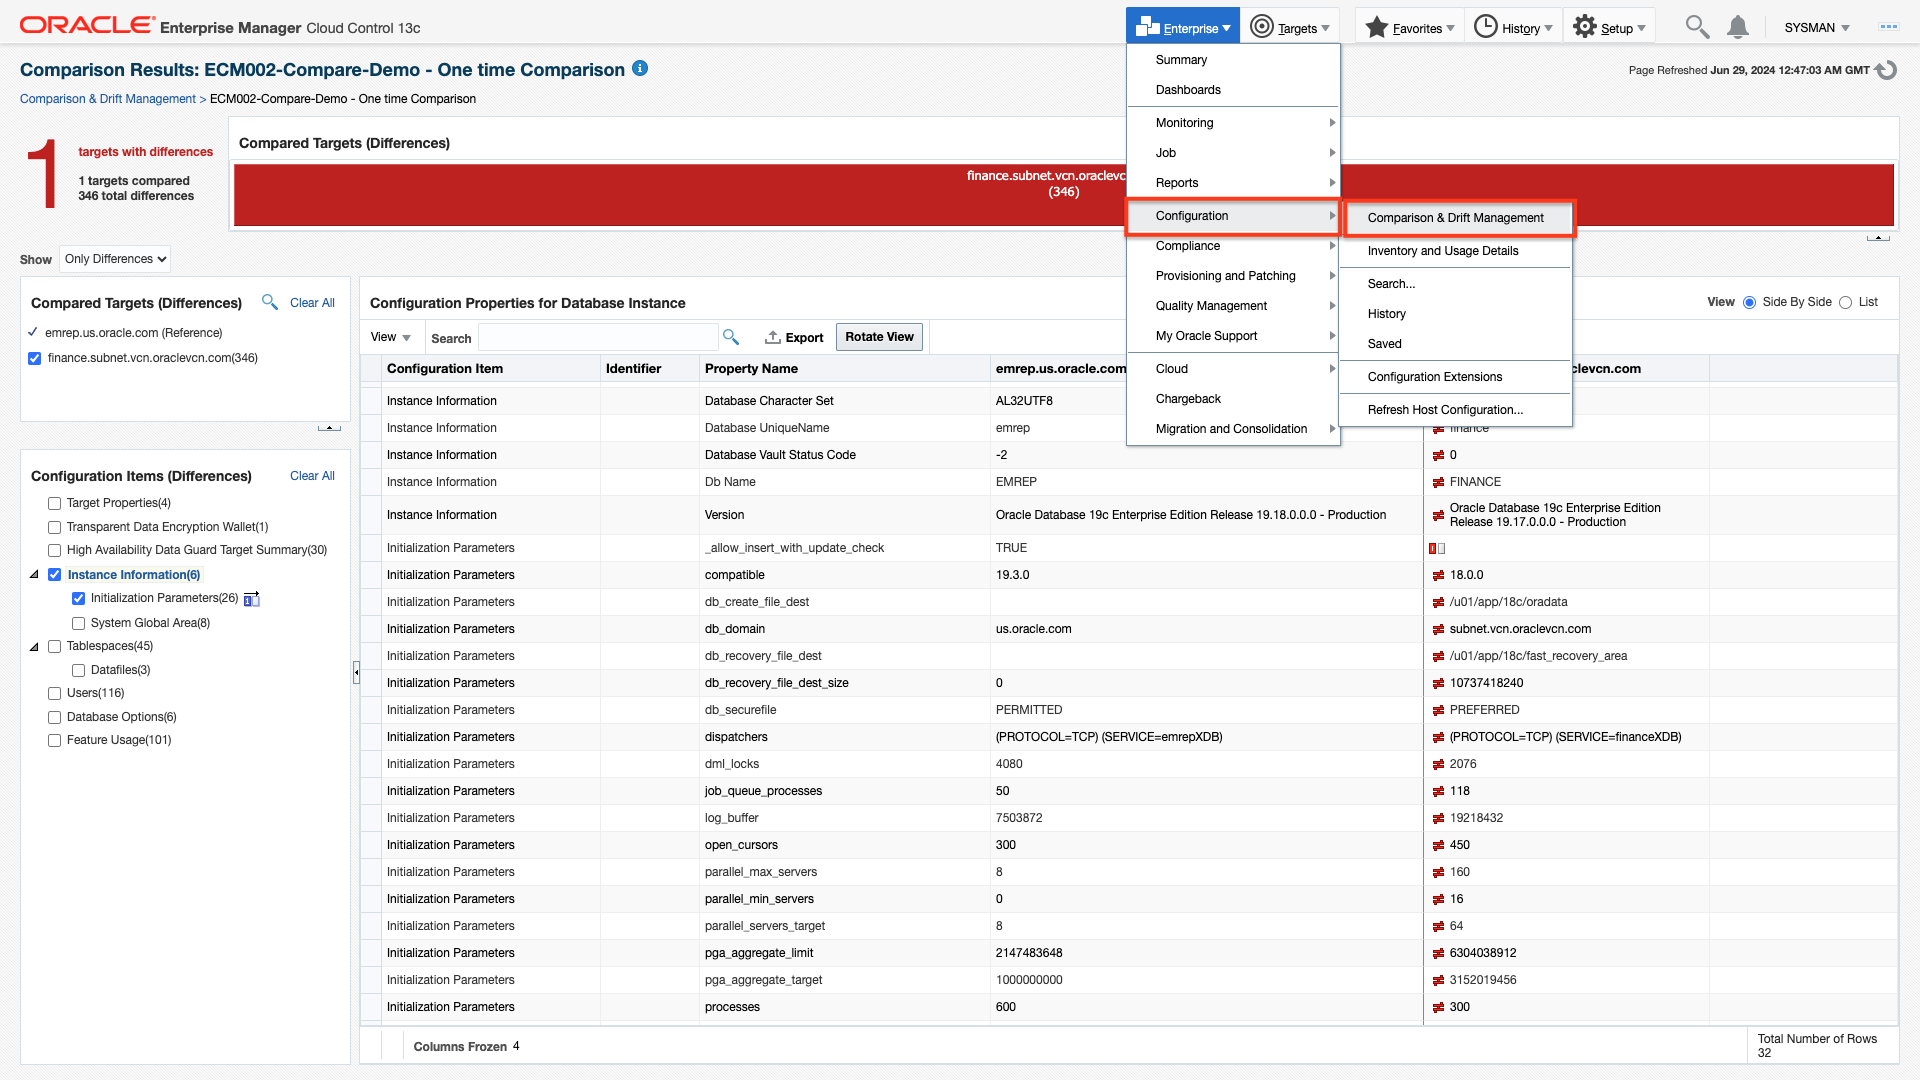 ORACLE Enterprise Manager Cloud Control 13c
Enterprise
Targets
Favorites
History
Setup
SYSMAN
Comparison Results: ECM002-Compare-Demo - One time Comparison
Page Refreshed Jun 29, 2024 12:47:03 AM GMT
Comparison & Drift Management > ECM002-Compare-Demo - One time Comparison
1
targets with differences
1 targets compared
346 total differences
Compared Targets (Differences)
finance.subnet.vcn.oraclevc
(346)
Summary
Dashboards
Monitoring
Job
Reports
Configuration
Compliance
Provisioning and Patching
Quality Management
My Oracle Support
Cloud
Chargeback
Migration and Consolidation
Comparison & Drift Management
Inventory and Usage Details
Search...
History
Saved
Configuration Extensions
Refresh Host Configuration...
Show Only Differences
Compared Targets (Differences) Clear All
emrep.us.oracle.com (Reference)
finance.subnet.vcn.oraclevcn.com(346)
Configuration Items (Differences) Clear All
Target Properties(4)
Transparent Data Encryption Wallet(1)
High Availability Data Guard Target Summary(30)
Instance Information(6)
Initialization Parameters(26)
System Global Area(8)
Tablespaces(45)
Datafiles(3)
Users(116)
Database Options(6)
Feature Usage(101)
Configuration Properties for Database Instance
View Side By Side List
View Search Export Rotate View
Configuration Item Identifier Property Name emrep.us.oracle.com clevcn.com
Instance Information Database Character Set AL32UTF8
Instance Information Database UniqueName emrep finance
Instance Information Database Vault Status Code -2 0
Instance Information Db Name EMREP FINANCE
Instance Information Version Oracle Database 19c Enterprise Edition Release 19.18.0.0.0 - Production Oracle Database 19c Enterprise Edition
Release 19.17.0.0.0 - Production
Initialization Parameters _allow_insert_with_update_check TRUE
Initialization Parameters compatible 19.3.0 18.0.0
Initialization Parameters db_create_file_dest /u01/app/18c/oradata
Initialization Parameters db_domain us.oracle.com subnet.vcn.oraclevcn.com
Initialization Parameters db_recovery_file_dest /u01/app/18c/fast_recovery_area
Initialization Parameters db_recovery_file_dest_size 0 10737418240
Initialization Parameters db_securefile PERMITTED PREFERRED
Initialization Parameters dispatchers (PROTOCOL=TCP) (SERVICE=emrepXDB) (PROTOCOL=TCP) (SERVICE=financeXDB)
Initialization Parameters dml_locks 4080 2076
Initialization Parameters job_queue_processes 50 118
Initialization Parameters log_buffer 7503872 19218432
Initialization Parameters open_cursors 300 450
Initialization Parameters parallel_max_servers 8 160
Initialization Parameters parallel_min_servers 0 16
Initialization Parameters parallel_servers_target 8 64
Initialization Parameters pga_aggregate_limit 2147483648 6304038912
Initialization Parameters pga_aggregate_target 1000000000 3152019456
Initialization Parameters processes 600 300
Columns Frozen 4
Total Number of Rows
32